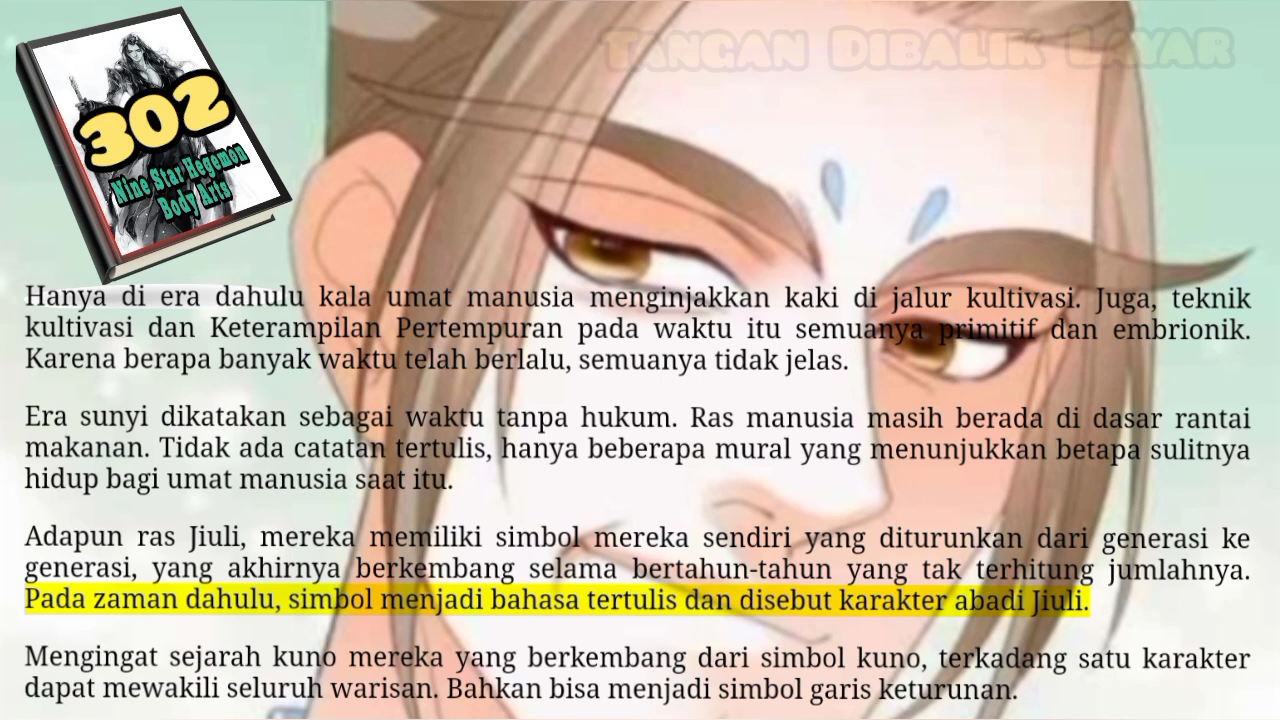 TANGAN DIBALIK LAYAR
302
Nine Star Hegemon
Body Arts
Hanya di era dahulu kala umat manusia menginjakkan kaki di jalur kultivasi. Juga, teknik
kultivasi dan Keterampilan Pertempuran pada waktu itu semuanya primitif dan embrionik.
Karena berapa banyak waktu telah berlalu, semuanya tidak jelas.
Era sunyi dikatakan sebagai waktu tanpa hukum. Ras manusia masih berada di dasar rantai
makanan. Tidak ada catatan tertulis, hanya beberapa mural yang menunjukkan betapa sulitnya
hidup bagi umat manusia saat itu.
Adapun ras Jiuli, mereka memiliki simbol mereka sendiri yang diturunkan dari generasi ke
generasi, yang akhirnya berkembang selama bertahun-tahun yang tak terhitung jumlahnya.
Pada zaman dahulu, simbol menjadi bahasa tertulis dan disebut karakter abadi Jiuli.
Mengingat sejarah kuno mereka yang berkembang dari simbol kuno, terkadang satu karakter
dapat mewakili seluruh warisan. Bahkan bisa menjadi simbol garis keturunan.